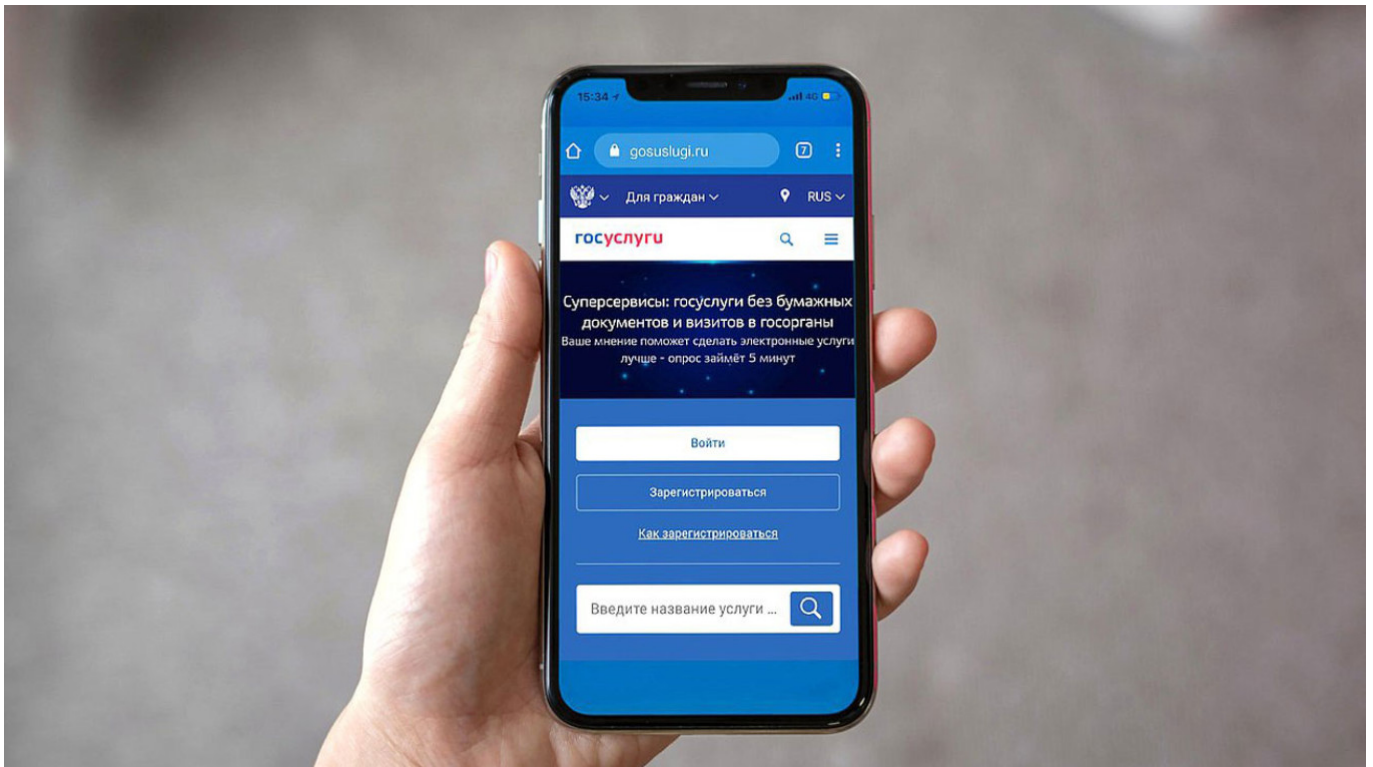 15:34
4G
gosuslugi.ru
7
Для граждан
RUS
госуслуги
Суперсервисы: госуслуги без бумажных
документов и визитов в госорганы
Ваше мнение поможет сделать электронные услуги
лучше - опрос займёт 5 минут
Войти
Зарегистрироваться
Как зарегистрироваться
Введите название услуги ...